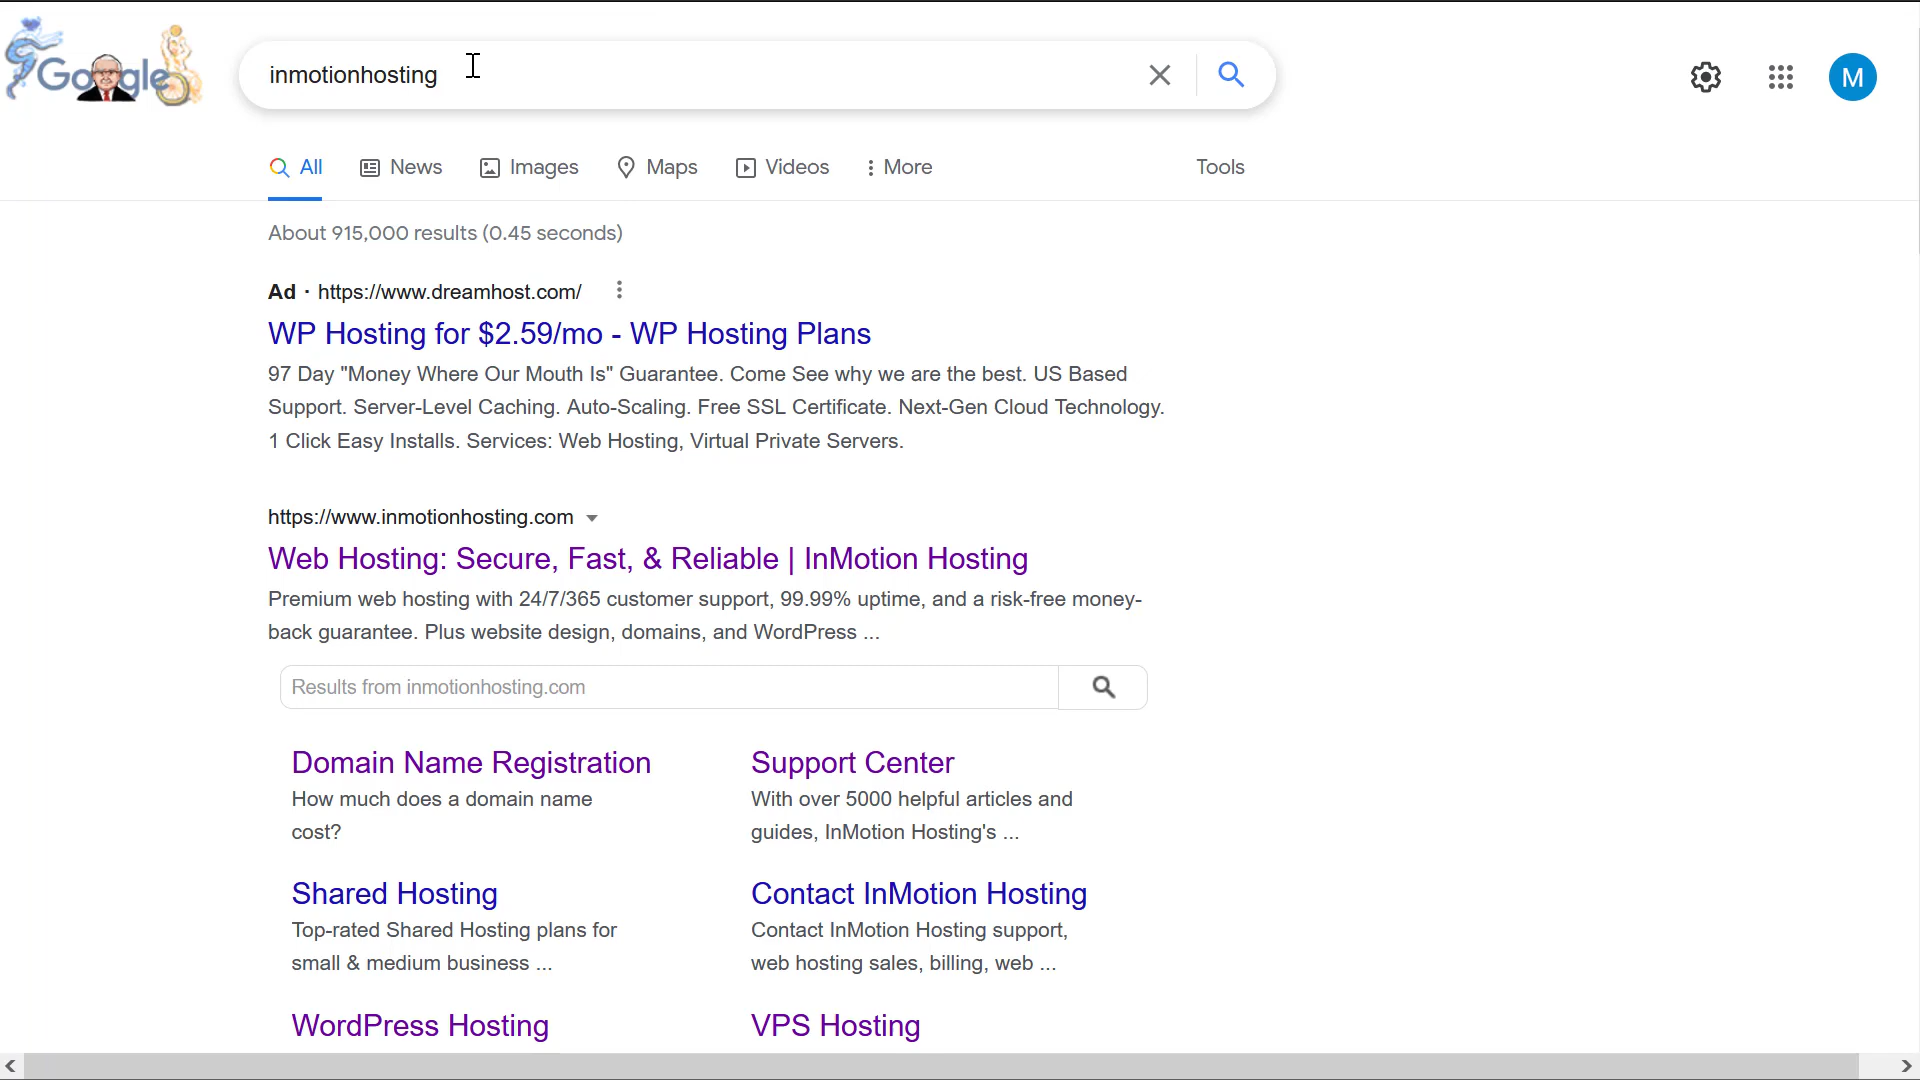 Google
inmotionhosting
M
All News Images Maps Videos More Tools
About 915,000 results (0.45 seconds)
Ad · https://www.dreamhost.com/
WP Hosting for $2.59/mo - WP Hosting Plans
97 Day "Money Where Our Mouth Is" Guarantee. Come See why we are the best. US Based
Support. Server-Level Caching. Auto-Scaling. Free SSL Certificate. Next-Gen Cloud Technology.
1 Click Easy Installs. Services: Web Hosting, Virtual Private Servers.
https://www.inmotionhosting.com
Web Hosting: Secure, Fast, & Reliable | InMotion Hosting
Premium web hosting with 24/7/365 customer support, 99.99% uptime, and a risk-free money-
back guarantee. Plus website design, domains, and WordPress ...
Results from inmotionhosting.com
Domain Name Registration
How much does a domain name
cost?
Support Center
With over 5000 helpful articles and
guides, InMotion Hosting's ...
Shared Hosting
Top-rated Shared Hosting plans for
small & medium business ...
Contact InMotion Hosting
Contact InMotion Hosting support,
web hosting sales, billing, web ...
WordPress Hosting
VPS Hosting